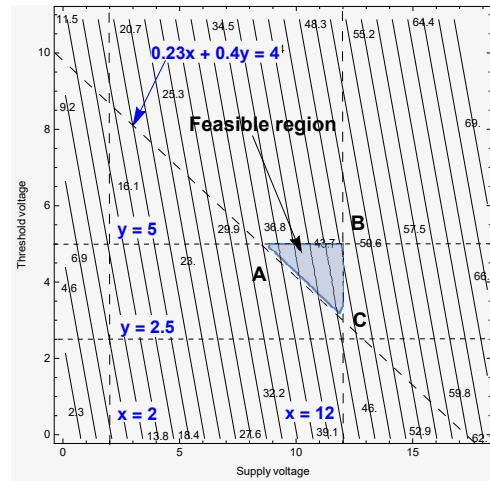 11.5 20.7 34.5 48.3 55.2 64.4
0.23x + 0.4y = 4
10
9.2 25.3 69.
Feasible region
8
16.1
6
y = 5 29.9 36.8 43.7 B 50.6 57.5
6.9 23. A 66.
4.6
4
C
y = 2.5
2
2.3 x = 2 32.2 x = 12 46. 59.8
0 13.8 18.4 27.6 39.1 52.9 62.
0 5 10 15
Supply voltage
Threshold voltage